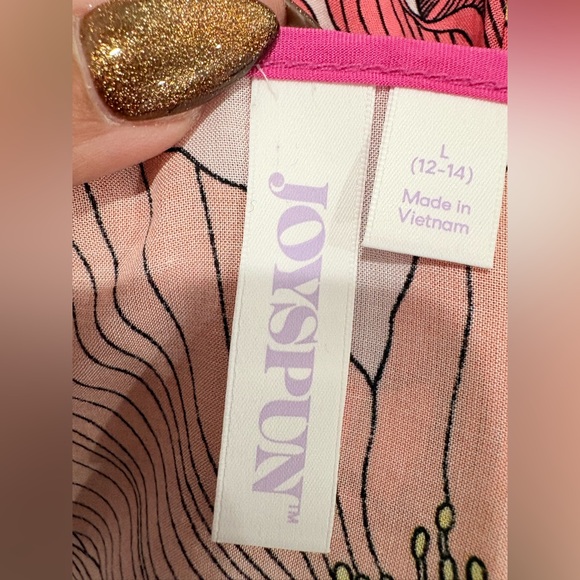 JOYSPUN™
L
(12-14)
Made in
Vietnam